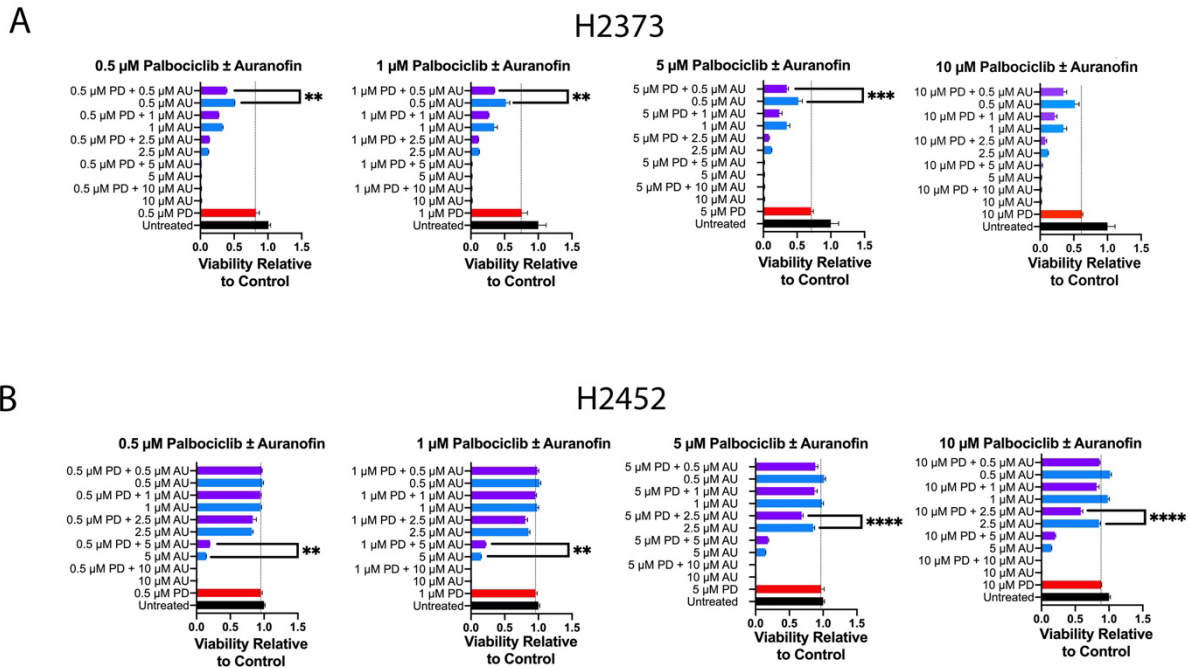 A
H2373
0.5 µM Palbociclib ± Auranofin
0.5 µM PD + 0.5 µM AU
0.5 µM AU
0.5 µM PD + 1 µM AU
1 µM AU
0.5 µM PD + 2.5 µM AU
2.5 µM AU
0.5 µM PD + 5 µM AU
5 µM AU
0.5 µM PD + 10 µM AU
10 µM AU
0.5 µM PD
Untreated
**
0.0 0.5 1.0 1.5
Viability Relative
to Control
1 µM Palbociclib ± Auranofin
1 µM PD + 0.5 µM AU
0.5 µM AU
1 µM PD + 1 µM AU
1 µM AU
1 µM PD + 2.5 µM AU
2.5 µM AU
1 µM PD + 5 µM AU
5 µM AU
1 µM PD + 10 µM AU
10 µM AU
1 µM PD
Untreated
**
0.0 0.5 1.0 1.5
Viability Relative
to Control
5 µM Palbociclib ± Auranofin
5 µM PD + 0.5 µM AU
0.5 µM AU
5 µM PD + 1 µM AU
1 µM AU
5 µM PD + 2.5 µM AU
2.5 µM AU
5 µM PD + 5 µM AU
5 µM AU
5 µM PD + 10 µM AU
10 µM AU
5 µM PD
Untreated
***
0.0 0.5 1.0 1.5
Viability Relative
to Control
10 µM Palbociclib ± Auranofin
10 µM PD + 0.5 µM AU
0.5 µM AU
10 µM PD + 1 µM AU
1 µM AU
10 µM PD + 2.5 µM AU
2.5 µM AU
10 µM PD + 5 µM AU
5 µM AU
10 µM PD + 10 µM AU
10 µM AU
10 µM PD
Untreated
0.0 0.5 1.0 1.5
Viability Relative
to Control
B
H2452
0.5 µM Palbociclib ± Auranofin
0.5 µM PD + 0.5 µM AU
0.5 µM AU
0.5 µM PD + 1 µM AU
1 µM AU
0.5 µM PD + 2.5 µM AU
2.5 µM AU
0.5 µM PD + 5 µM AU
5 µM AU
0.5 µM PD + 10 µM AU
10 µM AU
0.5 µM PD
Untreated
**
0.0 0.5 1.0 1.5
Viability Relative
to Control
1 µM Palbociclib ± Auranofin
1 µM PD + 0.5 µM AU
0.5 µM AU
1 µM PD + 1 µM AU
1 µM AU
1 µM PD + 2.5 µM AU
2.5 µM AU
1 µM PD + 5 µM AU
5 µM AU
1 µM PD + 10 µM AU
10 µM AU
1 µM PD
Untreated
**
0.0 0.5 1.0 1.5
Viability Relative
to Control
5 µM Palbociclib ± Auranofin
5 µM PD + 0.5 µM AU
0.5 µM AU
5 µM PD + 1 µM AU
1 µM AU
5 µM PD + 2.5 µM AU
2.5 µM AU
5 µM PD + 5 µM AU
5 µM AU
5 µM PD + 10 µM AU
10 µM AU
5 µM PD
Untreated
****
0.0 0.5 1.0 1.5
Viability Relative
to Control
10 µM Palbociclib ± Auranofin
10 µM PD + 0.5 µM AU
0.5 µM AU
10 µM PD + 1 µM AU
1 µM AU
10 µM PD + 2.5 µM AU
2.5 µM AU
10 µM PD + 5 µM AU
5 µM AU
10 µM PD + 10 µM AU
10 µM AU
10 µM PD
Untreated
****
0.0 0.5 1.0 1.5
Viability Relative
to Control